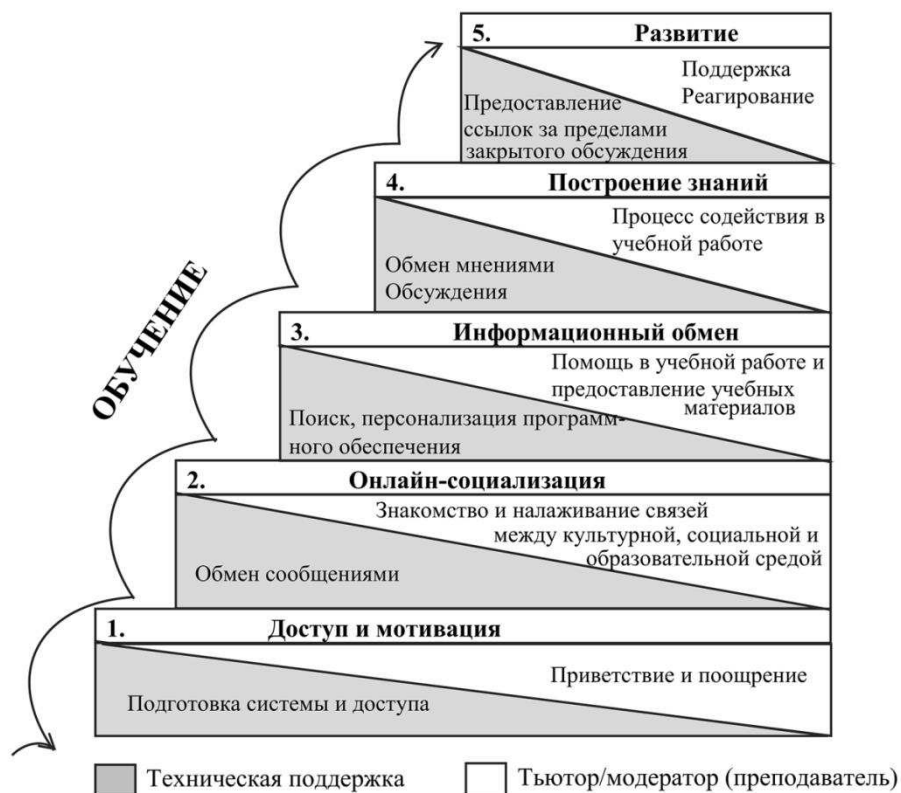 5. Развитие
Поддержка
Реагирование
Предоставление
ссылок за пределами
закрытого обсуждения
4. Построение знаний
Процесс содействия в
учебной работе
Обмен мнениями
Обсуждения
3. Информационный обмен
Помощь в учебной работе и
предоставление учебных
материалов
Поиск, персонализация программ-
ного обеспечения
2. Онлайн-социализация
Знакомство и налаживание связей
между культурной, социальной и
образовательной средой
Обмен сообщениями
1. Доступ и мотивация
Приветствие и поощрение
Подготовка системы и доступа
ОБУЧЕНИЕ
Техническая поддержка
Тьютор/модератор (преподаватель)